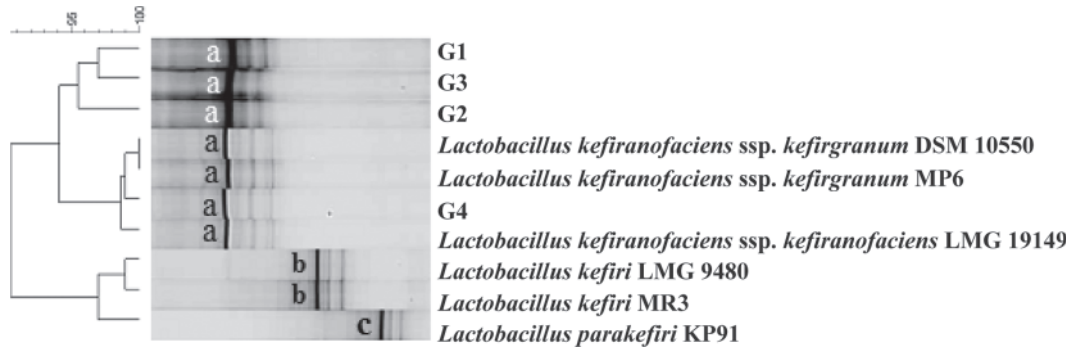 95 100
a G1
a G3
a G2
a Lactobacillus kefiranofaciens ssp. kefirgranum DSM 10550
a Lactobacillus kefiranofaciens ssp. kefirgranum MP6
a G4
a Lactobacillus kefiranofaciens ssp. kefiranofaciens LMG 19149
b Lactobacillus kefiri LMG 9480
b Lactobacillus kefiri MR3
c Lactobacillus parakefiri KP91